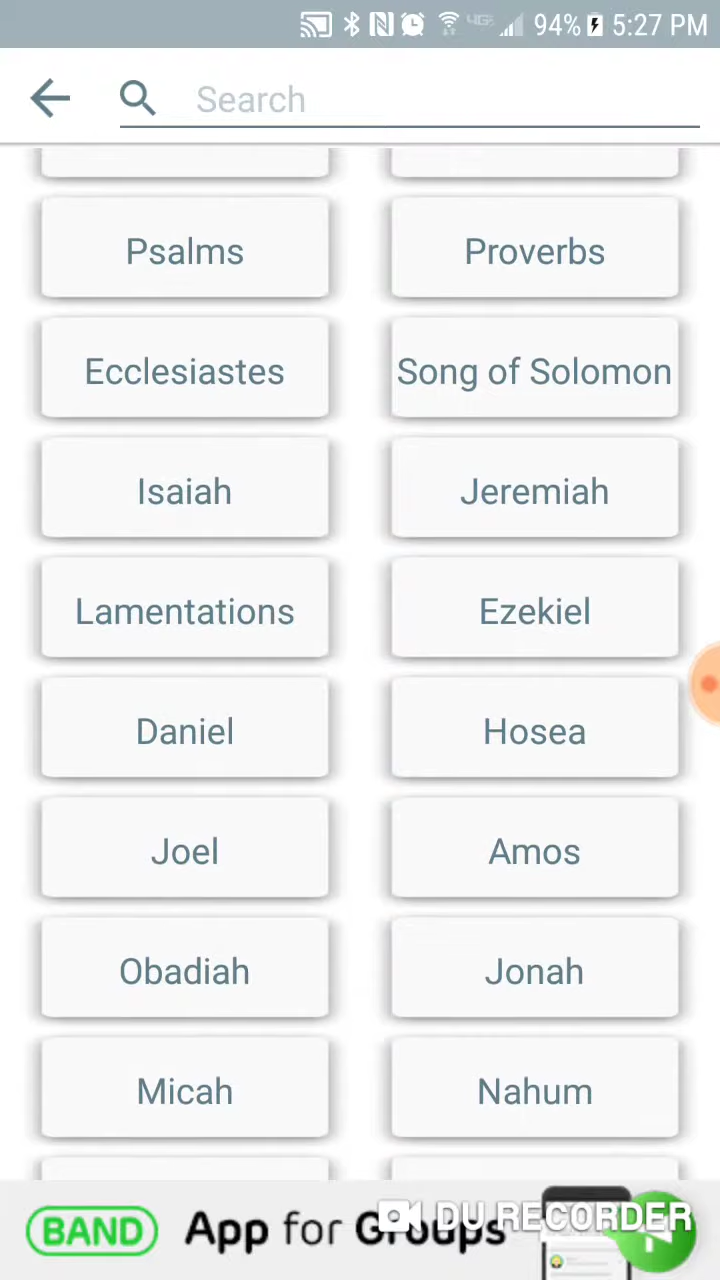 94% 5:27 PM
Search
Psalms Proverbs
Ecclesiastes Song of Solomon
Isaiah Jeremiah
Lamentations Ezekiel
Daniel Hosea
Joel Amos
Obadiah Jonah
Micah Nahum
BAND App for Groups DU RECORDER